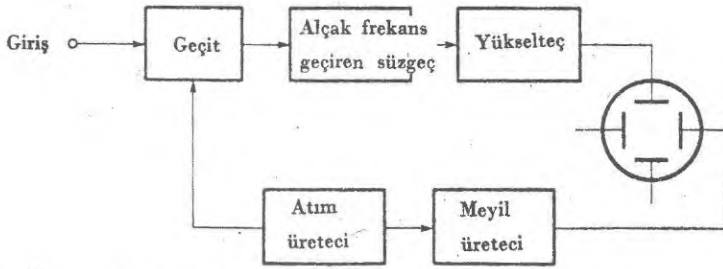 Giriş
Geçit
Alçak frekans
geçiren süzgeç
Yükselteç
Atım
üreteci
Meyil
üreteci